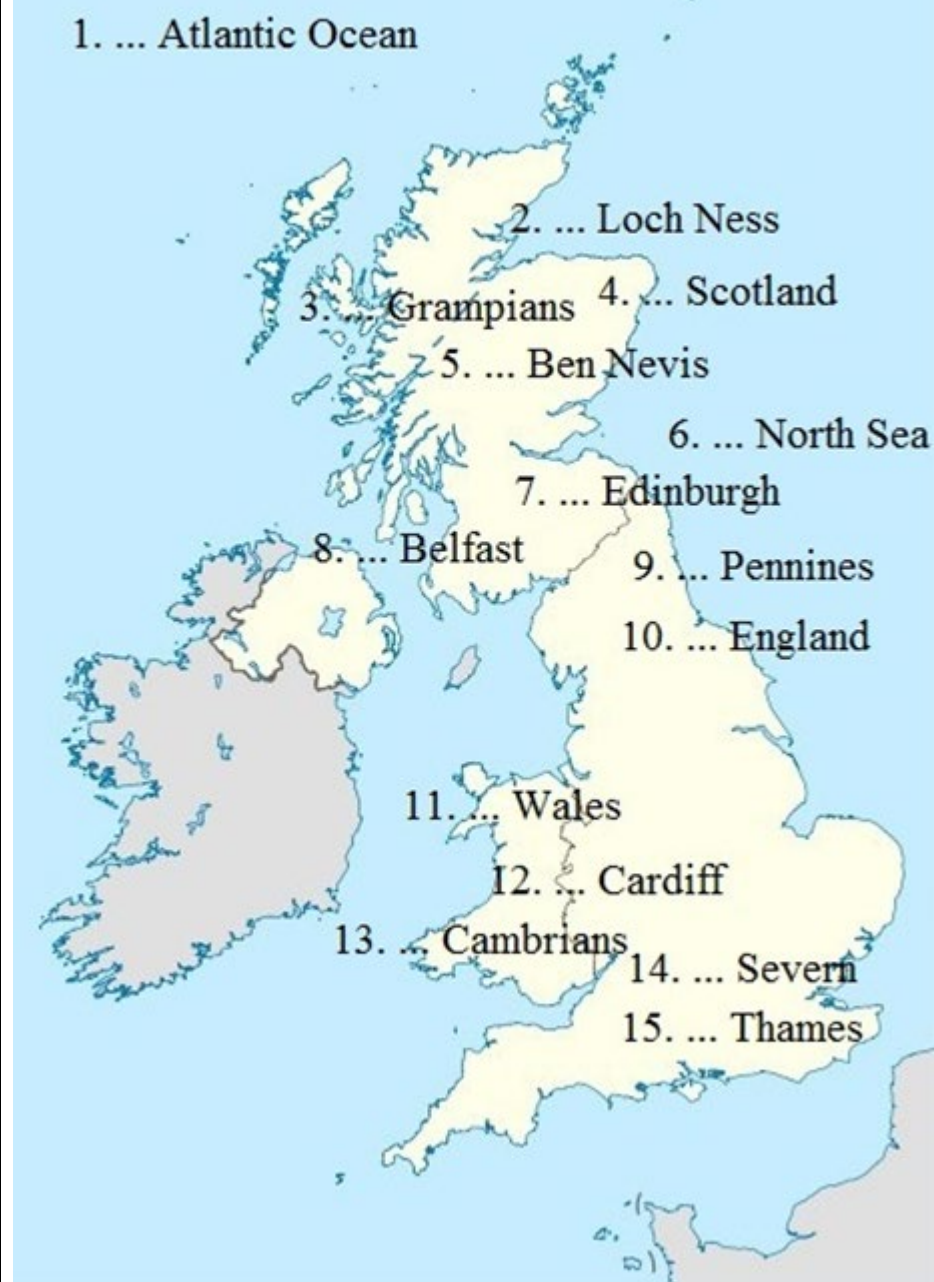 1. ... Atlantic Ocean
2. ... Loch Ness
3. ... Grampians
4. ... Scotland
5. ... Ben Nevis
6. ... North Sea
7. ... Edinburgh
8. ... Belfast
9. ... Pennines
10. ... England
11. ... Wales
12. ... Cardiff
13. ... Cambrians
14. ... Severn
15. ... Thames